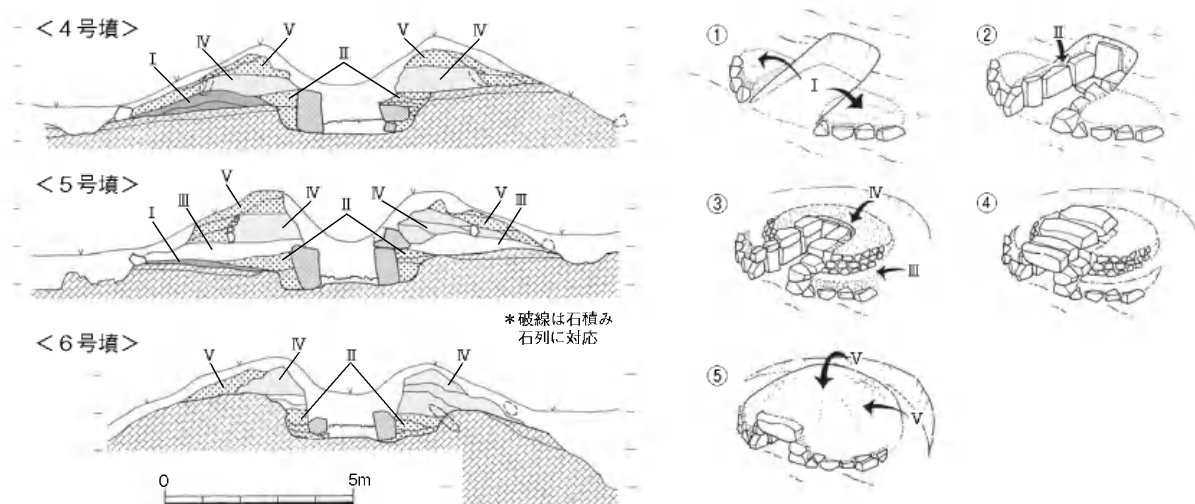 <4号墳>
Ⅰ Ⅳ Ⅴ Ⅱ Ⅴ Ⅳ
<5号墳>
Ⅰ Ⅲ Ⅴ Ⅳ Ⅱ Ⅳ Ⅴ Ⅲ
*破線は石積み
石列に対応
<6号墳>
Ⅴ Ⅳ Ⅱ Ⅳ
0 5m
①
Ⅰ
②
Ⅱ
③
Ⅳ
Ⅲ
④
⑤
Ⅴ
Ⅴ